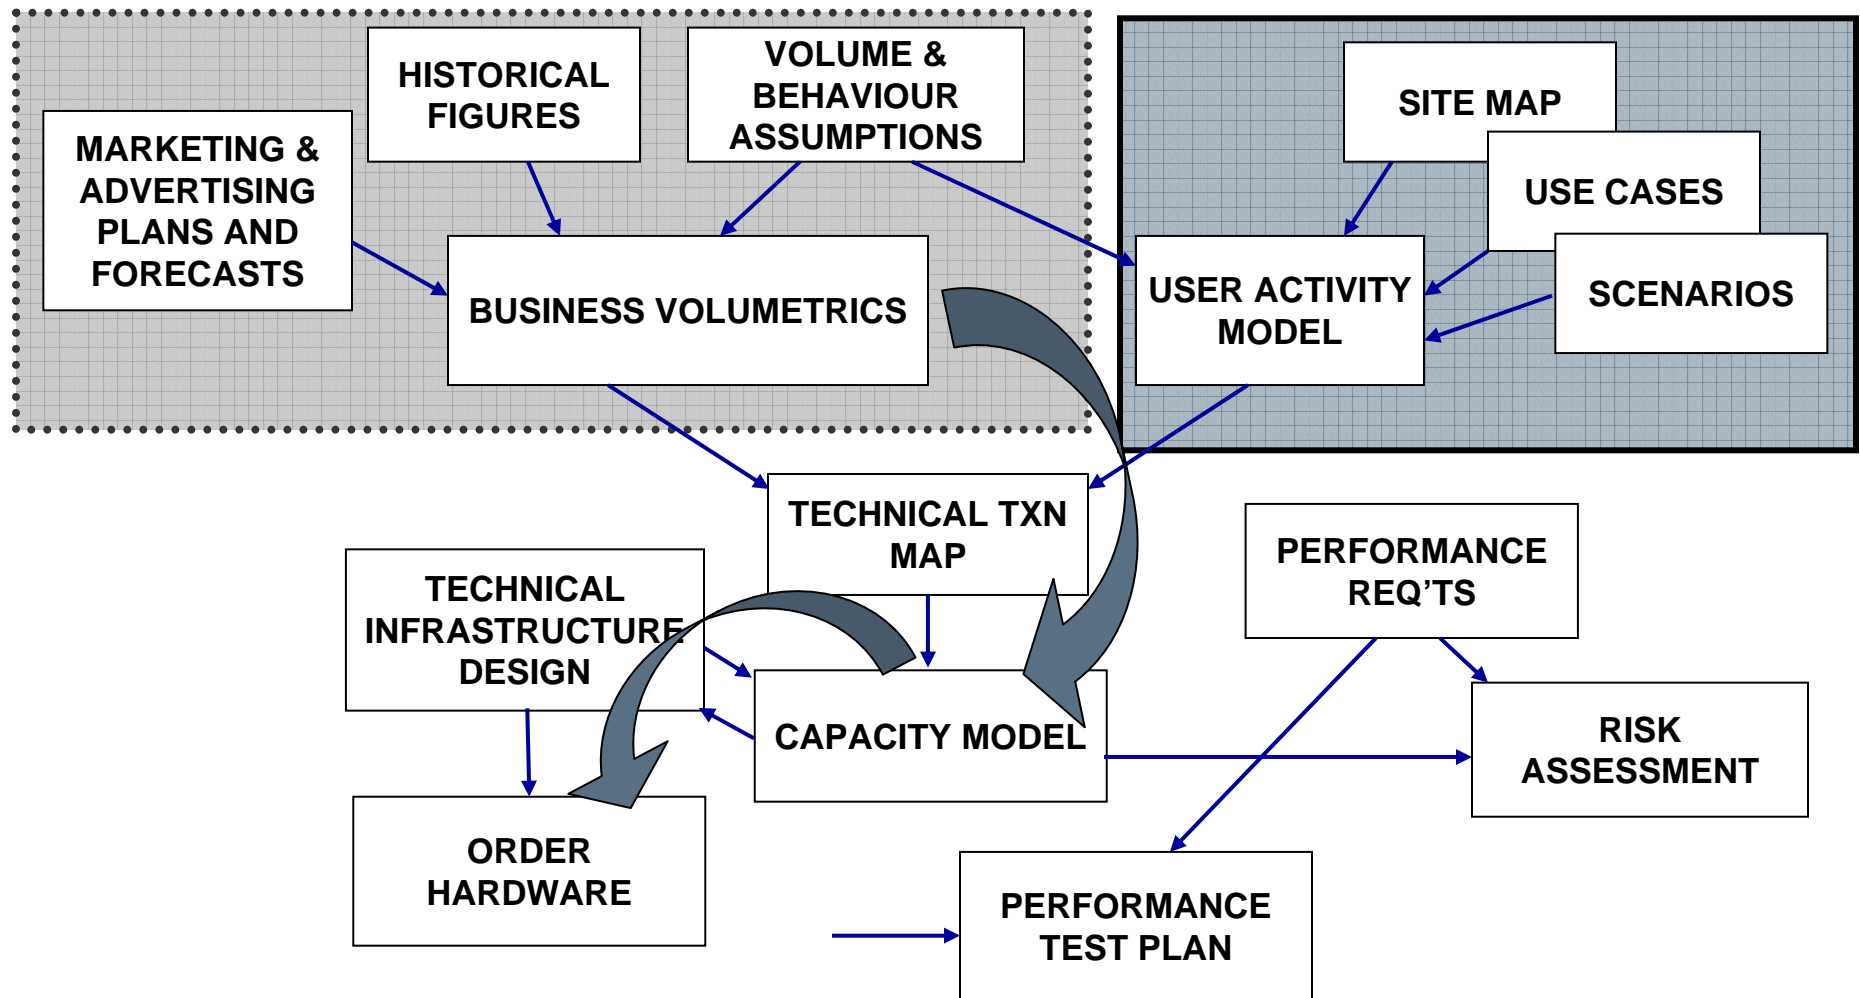 HISTORICAL
FIGURES
VOLUME &
BEHAVIOUR
ASSUMPTIONS
SITE MAP
MARKETING &
ADVERTISING
PLANS AND
FORECASTS
USE CASES
BUSINESS VOLUMETRICS
USER ACTIVITY
MODEL
SCENARIOS
TECHNICAL TXN
MAP
PERFORMANCE
REQ’TS
TECHNICAL
INFRASTRUCTURE
DESIGN
CAPACITY MODEL
RISK
ASSESSMENT
ORDER
HARDWARE
PERFORMANCE
TEST PLAN